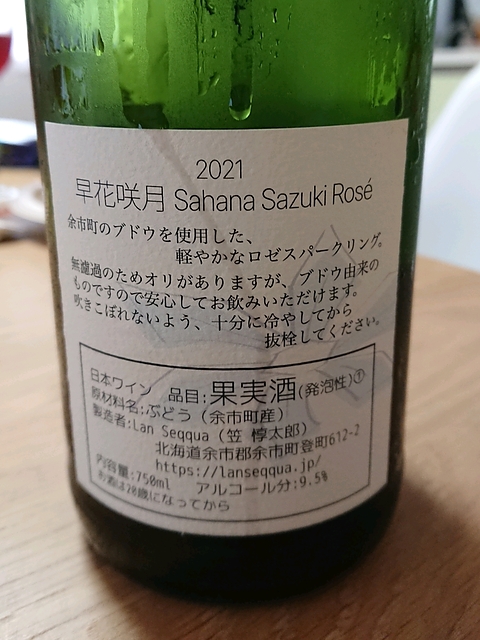 2021
早花咲月 Sahana Sazuki Rosé
余市町のブドウを使用した、
軽やかなロゼスパークリング。
無濾過のためオリがありますが、ブドウ由来の
ものですので安心してお飲みいただけます。
吹きこぼれないよう、十分に冷やしてから
抜栓してください。
日本ワイン 品目:果実酒(発泡性)①
原材料名:ぶどう(余市町産)
製造者:Lan Seqqua(笠 惇太郎)
北海道余市郡余市町登町612-2
https://lanseqqua.jp/
内容量:750ml アルコール分:9.5%
お酒は20歳になってから